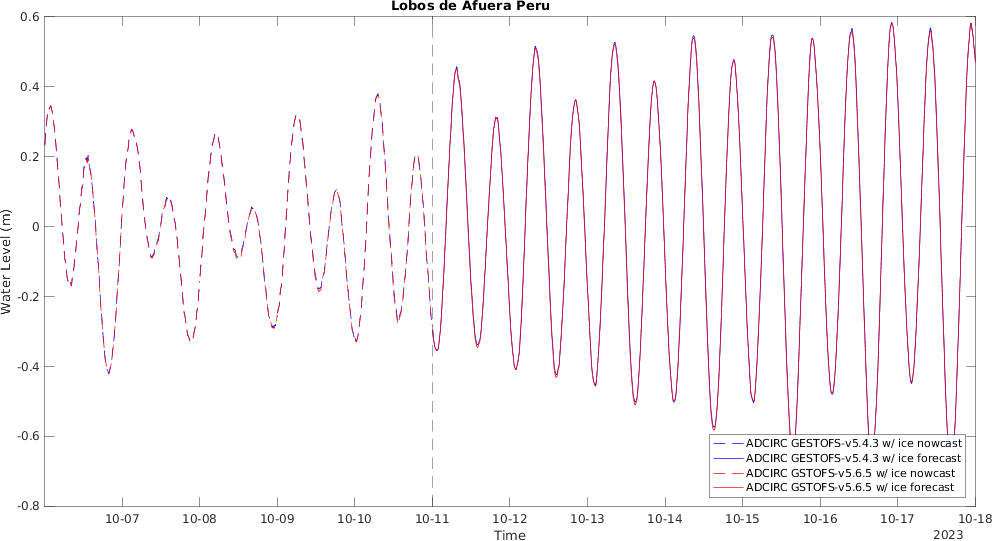 Lobos de Afuera Peru
0.6
0.4
0.2
0
-0.2
-0.4
-0.6
-0.8
Water Level (m)
ADCIRC GESTOFS-v5.4.3 w/ ice nowcast
ADCIRC GESTOFS-v5.4.3 w/ ice forecast
ADCIRC GSTOFS-v5.6.5 w/ ice nowcast
ADCIRC GSTOFS-v5.6.5 w/ ice forecast
10-07 10-08 10-09 10-10 10-11 10-12 10-13 10-14 10-15 10-16 10-17 10-18
Time
2023